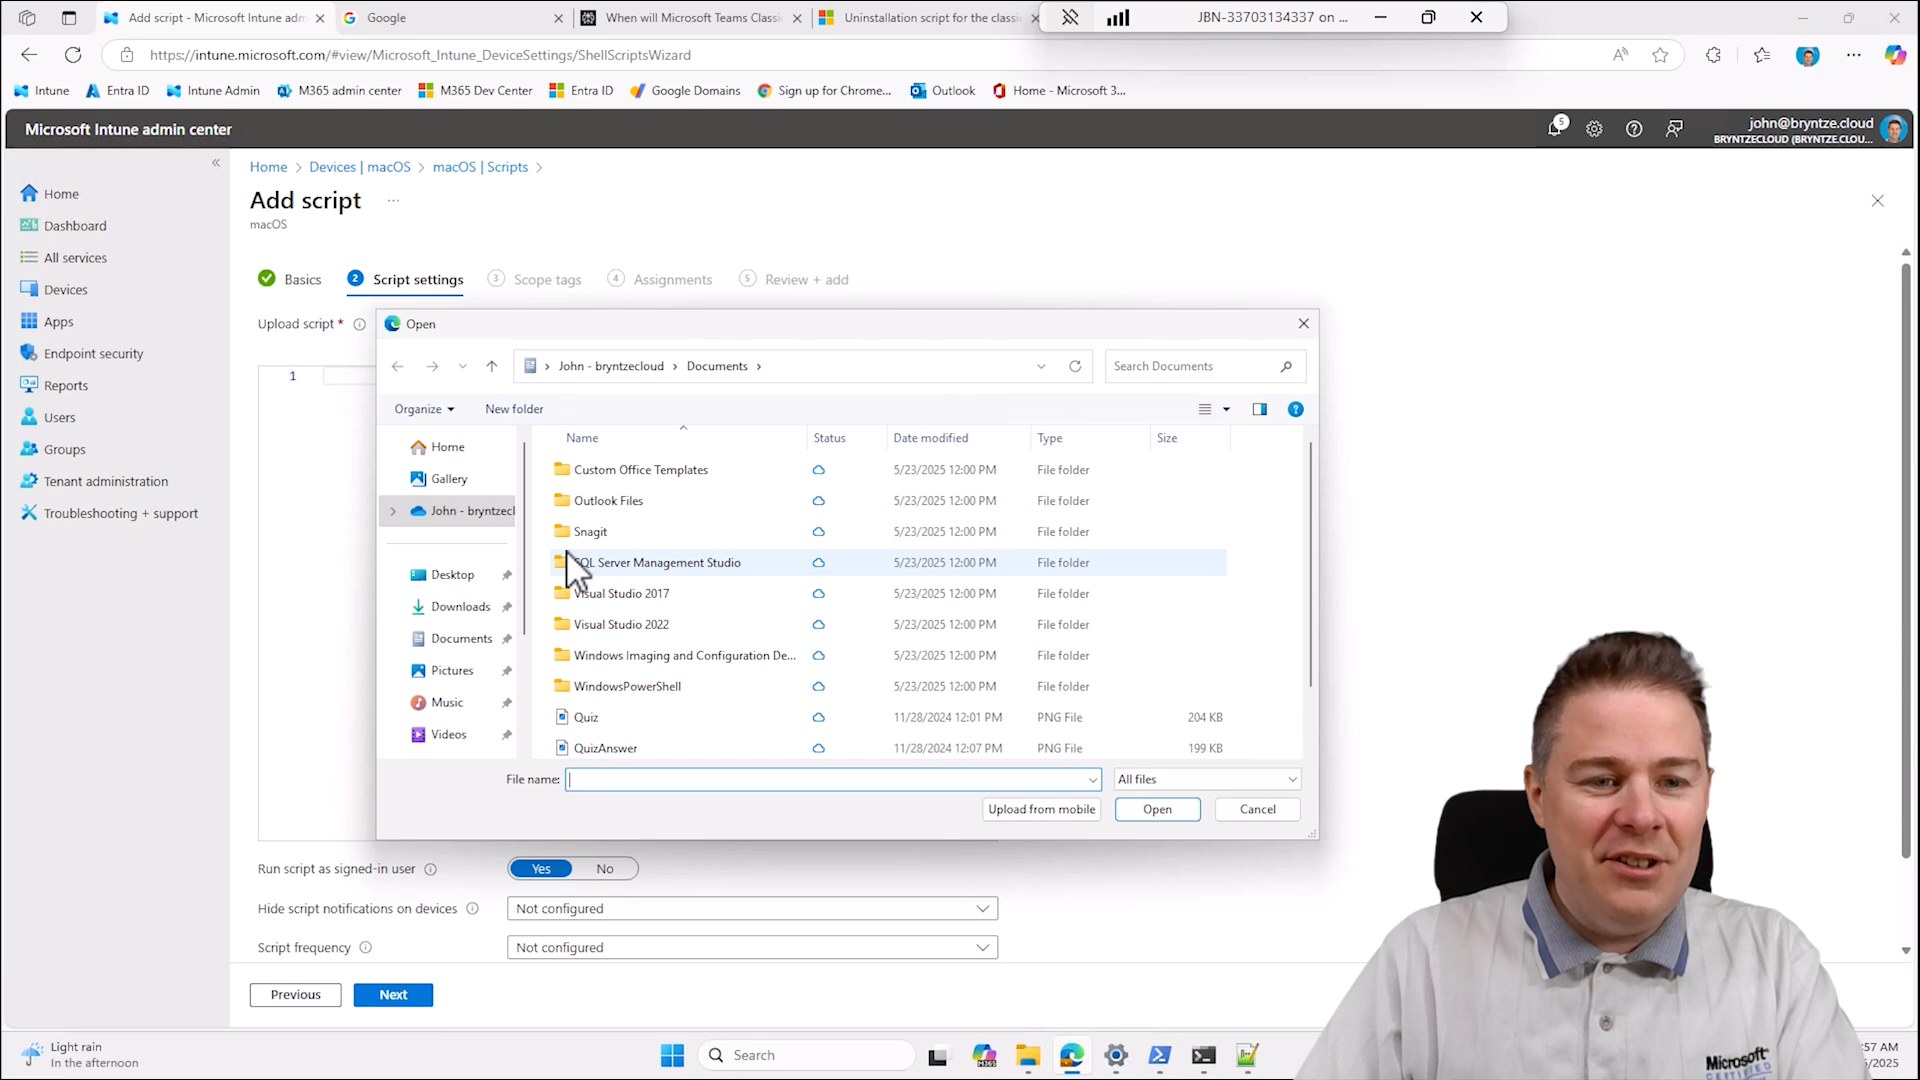 Add script - Microsoft Intune adm
Google
When will Microsoft Teams Classi
Uninstallation script for the classi
JBN-33703134337 on ...
https://intune.microsoft.com/#view/Microsoft_Intune_DeviceSettings/ShellScriptsWizard
Intune
Entra ID
Intune Admin
M365 admin center
M365 Dev Center
Entra ID
Google Domains
Sign up for Chrome...
Outlook
Home - Microsoft 3...
Microsoft Intune admin center
5
john@bryntze.cloud
BRYNTZECLOUD (BRYNTZE.CLOU...
Home
Dashboard
All services
Devices
Apps
Endpoint security
Reports
Users
Groups
Tenant administration
Troubleshooting + support
Home > Devices | macOS > macOS | Scripts >
Add script ...
macOS
Basics
2 Script settings
3 Scope tags
4 Assignments
5 Review + add
Upload script *
1
Open
John - bryntzecloud > Documents >
Search Documents
Organize
New folder
Home
Gallery
John - bryntzecl
Desktop
Downloads
Documents
Pictures
Music
Videos
Name Status Date modified Type Size
Custom Office Templates 5/23/2025 12:00 PM File folder
Outlook Files 5/23/2025 12:00 PM File folder
Snagit 5/23/2025 12:00 PM File folder
SQL Server Management Studio 5/23/2025 12:00 PM File folder
Visual Studio 2017 5/23/2025 12:00 PM File folder
Visual Studio 2022 5/23/2025 12:00 PM File folder
Windows Imaging and Configuration De... 5/23/2025 12:00 PM File folder
WindowsPowerShell 5/23/2025 12:00 PM File folder
Quiz 11/28/2024 12:01 PM PNG File 204 KB
QuizAnswer 11/28/2024 12:07 PM PNG File 199 KB
File name:
All files
Upload from mobile
Open
Cancel
Run script as signed-in user Yes No
Hide script notifications on devices Not configured
Script frequency Not configured
Previous
Next
Light rain
In the afternoon
Search
:57 AM
/2025
Microsoft
CERTIFIED